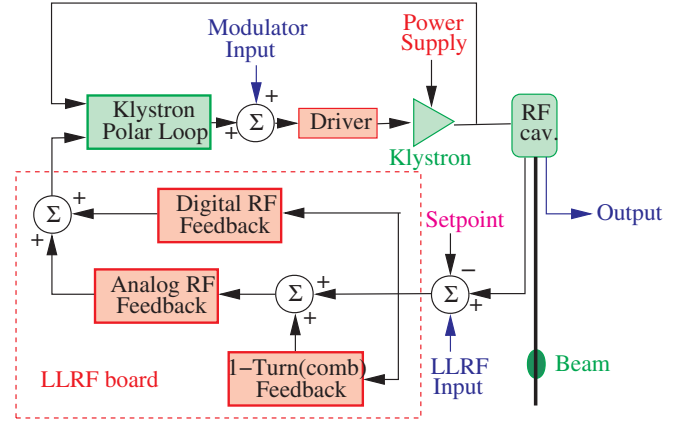 Modulator
Input
Power
Supply
Klystron
Polar Loop
+
+
Σ
Driver
Klystron
RF
cav.
Digital RF
Feedback
+
+
Setpoint
Output
Analog RF
Feedback
Σ
+
+
−
Σ
+
1−Turn(comb)
Feedback
LLRF board
LLRF
Input
Beam
Σ